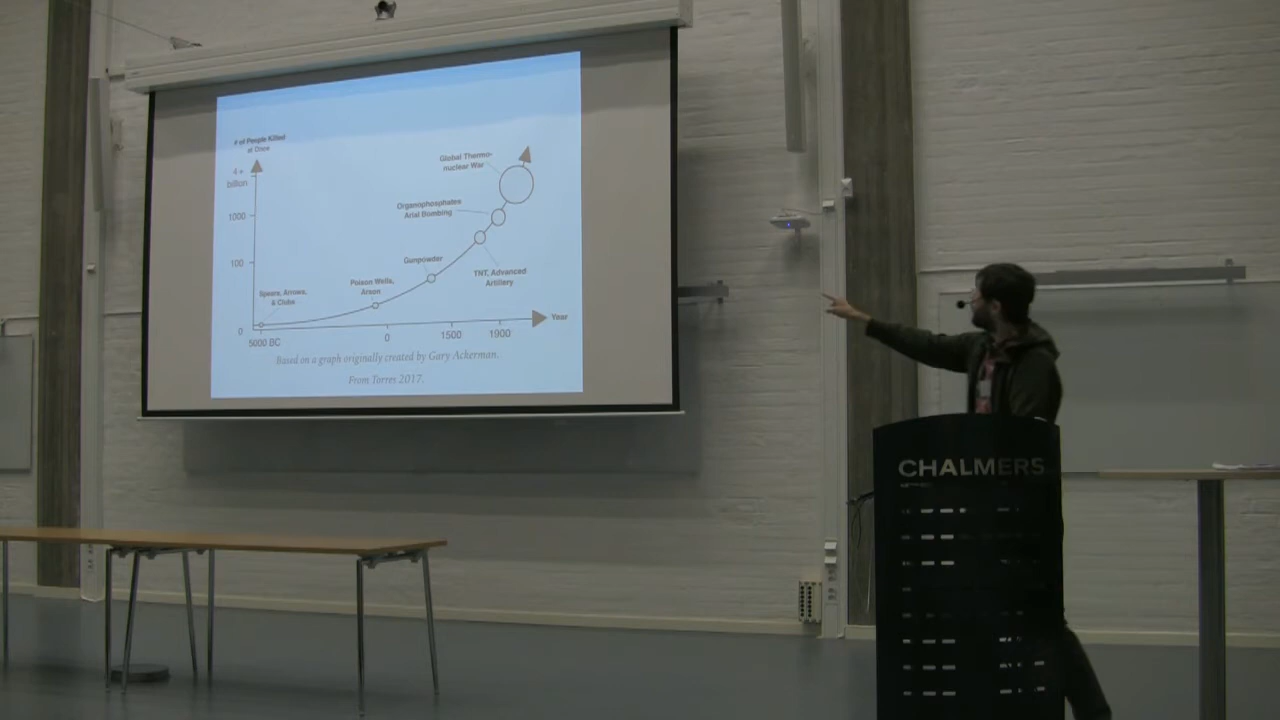 # of People Killed
at Once
4+
billion
1000
100
0
Global Thermo-
nuclear War
Organophosphates
Arial Bombing
Gunpowder
TNT, Advanced
Artillery
Poison Wells,
Arson
Spears, Arrows,
& Clubs
Year
5000 BC
0
1500
1900
Based on a graph originally created by Gary Ackerman.
From Torres 2017.
CHALMERS